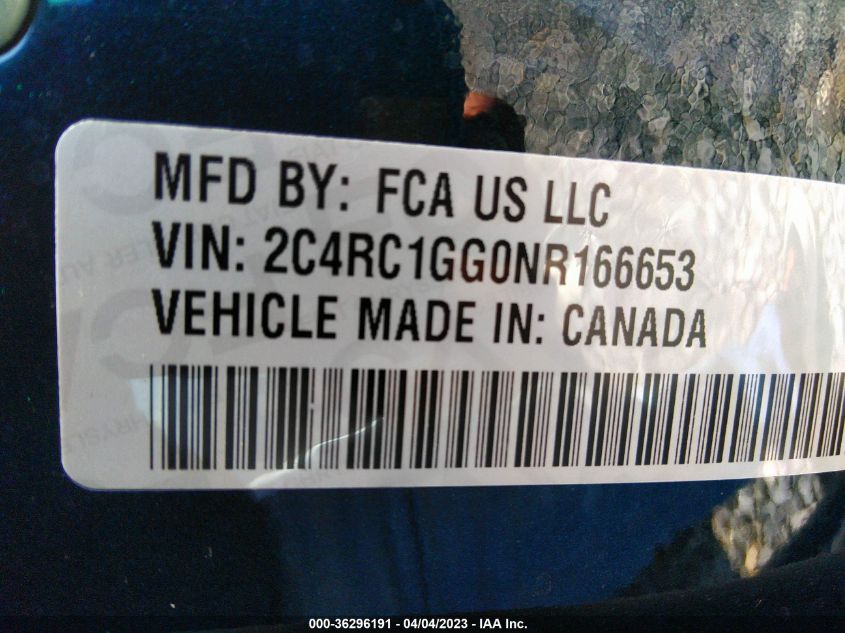 MFD BY: FCA US LLC
VIN: 2C4RC1GG0NR166653
VEHICLE MADE IN: CANADA
000-36296191 - 04/04/2023 - IAA Inc.